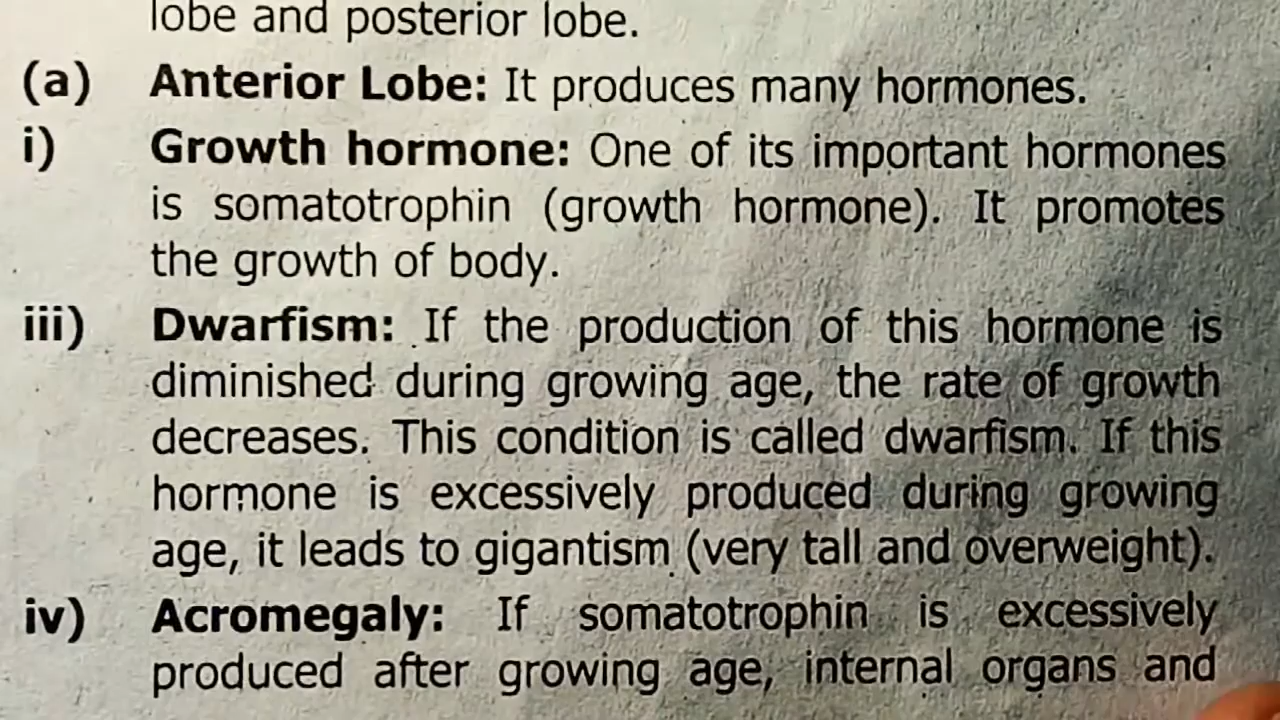 lobe and posterior lobe.
(a) Anterior Lobe: It produces many hormones.
i) Growth hormone: One of its important hormones
is somatotrophin (growth hormone). It promotes
the growth of body.
iii) Dwarfism: If the production of this hormone is
diminished during growing age, the rate of growth
decreases. This condition is called dwarfism. If this
hormone is excessively produced during growing
age, it leads to gigantism (very tall and overweight).
iv) Acromegaly: If somatotrophin is excessively
produced after growing age, internal organs and